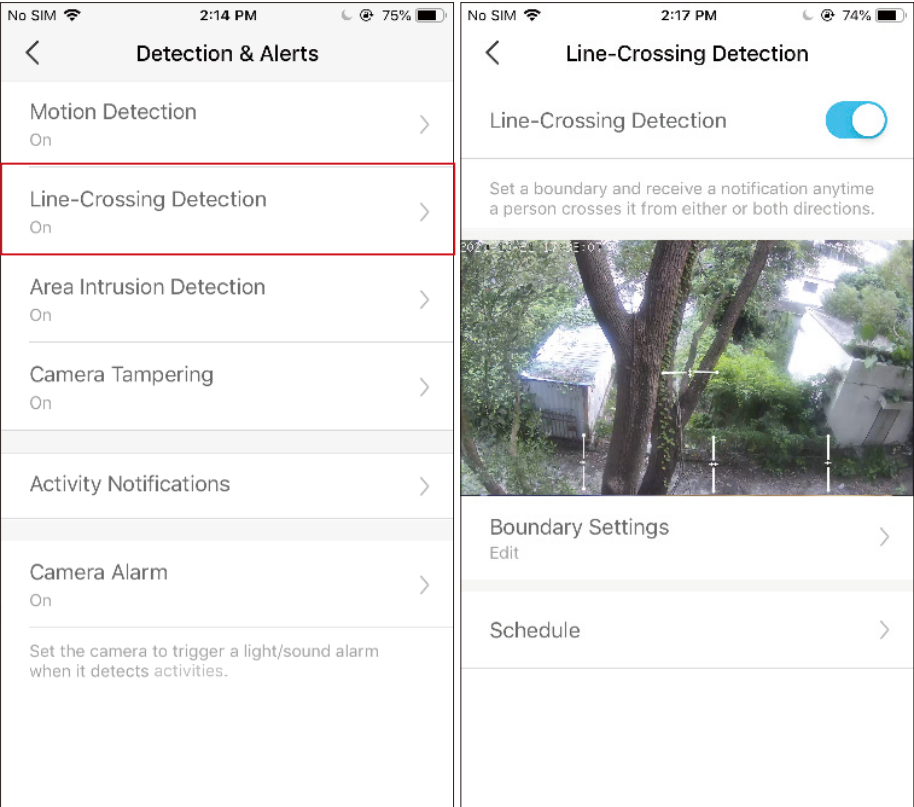 No SIM 2:14 PM 75%
Detection & Alerts
Motion Detection
On
Line-Crossing Detection
On
Area Intrusion Detection
On
Camera Tampering
On
Activity Notifications
Camera Alarm
On
Set the camera to trigger a light/sound alarm
when it detects activities.
No SIM 2:17 PM 74%
Line-Crossing Detection
Line-Crossing Detection
Set a boundary and receive a notification anytime
a person crosses it from either or both directions.
Boundary Settings
Edit
Schedule